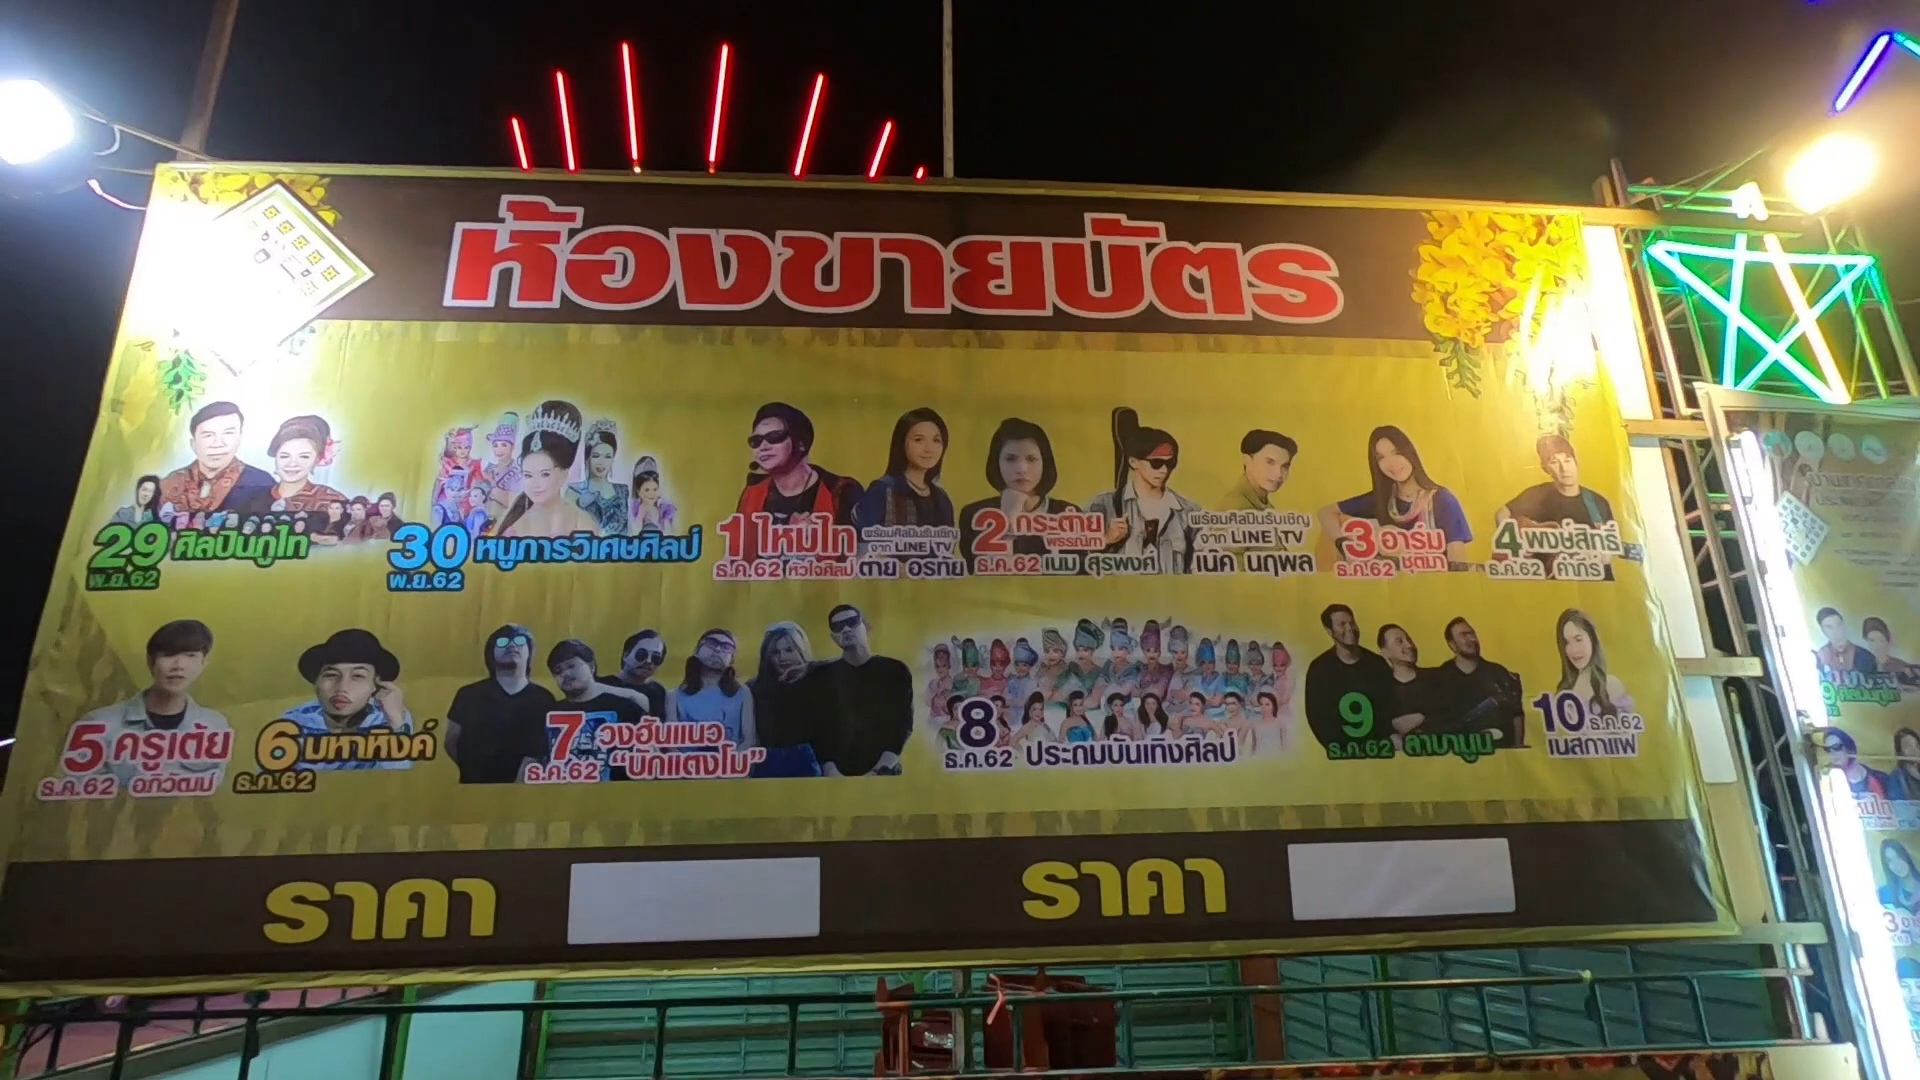 ห้องขายบัตร
29 ศิลปินภูไท
พ.ย.62
30 หนูภารวิเศษศิลป์
พ.ย.62
1 ไหมไท
ธ.ค.62 หัวใจศิลป์
พร้อมศิลปินรับเชิญ
จาก LINE TV
ต่าย อรทัย
2 กระต่าย
พรรณิภา
ธ.ค.62 เนม สุรพงศ์
พร้อมศิลปินรับเชิญ
จาก LINE TV
เน็ค นฤพล
3 อาร์ม
ธ.ค.62 ชุติมา
4 พงษ์สิทธิ์
ธ.ค.62 คำภีร์
5 ครูเต้ย
ธ.ค.62 อภิวัฒน์
6 มหาหิงค์
ธ.ค.62
7 วงฮันแนว
ธ.ค.62 "บักแตงโม"
8
ธ.ค.62 ประถมบันเทิงศิลป์
9
ธ.ค.62 ลาบานูน
10 ธ.ค.62
เนสกาแฟ
ราคา ราคา